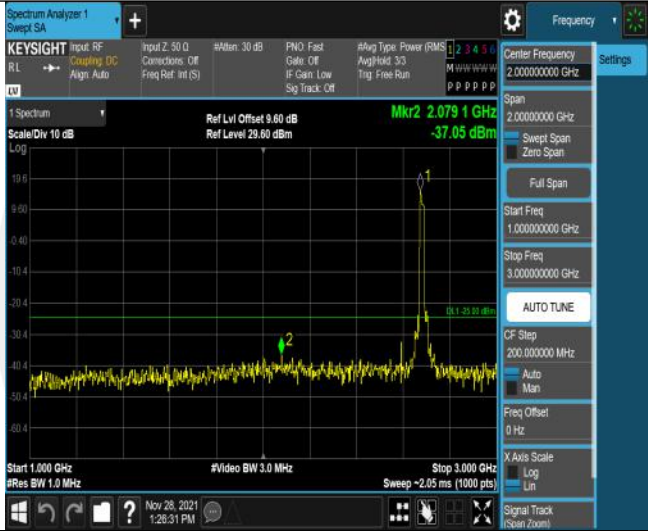 Spectrum Analyzer 1
Swept SA
+
Frequency
KEYSIGHT
RL
LV
Input: RF
Coupling: DC
Align: Auto
Input Z: 50 Ω
Corrections: Off
Freq Ref: Int (S)
#Atten: 30 dB
PNO: Fast
Gate: Off
IF Gain: Low
Sig Track: Off
#Avg Type: Power (RMS
Avg|Hold: 3/3
Trig: Free Run
1 2 3 4 5 6
M W W W W W
P P P P P P
1 Spectrum
Scale/Div 10 dB
Ref Lvl Offset 9.60 dB
Ref Level 29.60 dBm
Mkr2 2.079 1 GHz
-37.05 dBm
Log
19.6
9.60
-0.40
-10.4
-20.4
-30.4
-40.4
-50.4
-60.4
1
DL1 -25.00 dBm
2
Start 1.000 GHz
#Res BW 1.0 MHz
#Video BW 3.0 MHz
Stop 3.000 GHz
Sweep ~2.05 ms (1000 pts)
Nov 28, 2021
1:26:31 PM
?
Center Frequency
2.000000000 GHz
Span
2.00000000 GHz
Swept Span
Zero Span
Full Span
Start Freq
1.000000000 GHz
Stop Freq
3.000000000 GHz
AUTO TUNE
CF Step
200.000000 MHz
Auto
Man
Freq Offset
0 Hz
X Axis Scale
Log
Lin
Signal Track
(Span Zoom)
Settings